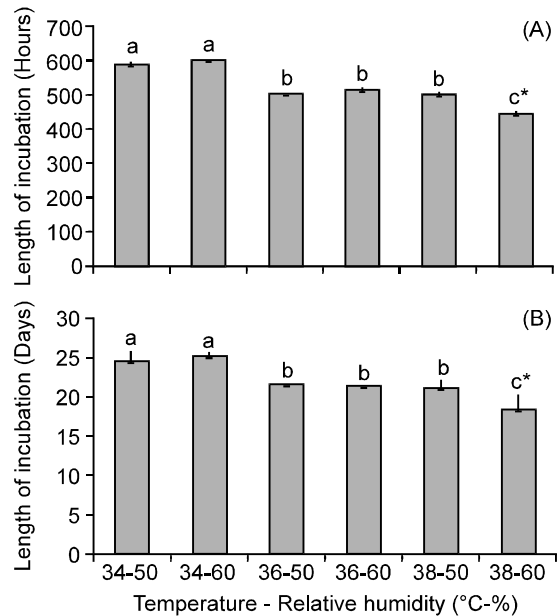 (A)
Length of incubation (Hours)
700
600
500
400
300
200
100
0
a
a
b
b
b
c*
(B)
Length of incubation (Days)
30
25
20
15
10
5
0
a
a
b
b
b
c*
34-50 34-60 36-50 36-60 38-50 38-60
Temperature - Relative humidity (°C-%)